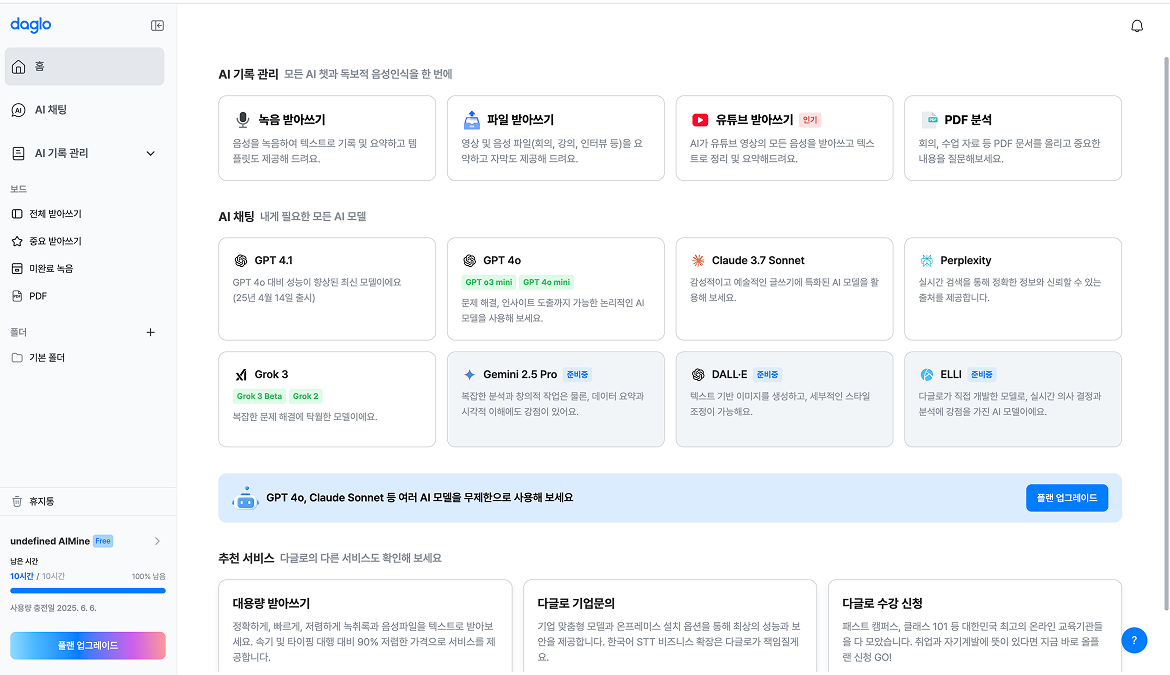 daglo
홈
AI 채팅
AI 기록 관리
보드
전체 받아쓰기
중요 받아쓰기
미완료 녹음
PDF
폴더
기본 폴더
휴지통
undefined AIMine Free
남은 시간
10시간 / 10시간 100% 남음
사용량 충전일 2025. 6. 6.
플랜 업그레이드
AI 기록 관리 모든 AI 챗과 독보적 음성인식을 한 번에
녹음 받아쓰기
음성을 녹음하여 텍스트로 기록 및 요약하고 템
플릿도 제공해 드려요.
파일 받아쓰기
영상 및 음성 파일(회의, 강의, 인터뷰 등)을 요
약하고 자막도 제공해 드려요.
유튜브 받아쓰기 인기
AI가 유튜브 영상의 모든 음성을 받아쓰고 텍스
트로 정리 및 요약해드려요.
PDF 분석
회의, 수업 자료 등 PDF 문서를 올리고 중요한
내용을 질문해보세요.
AI 채팅 내게 필요한 모든 AI 모델
GPT 4.1
GPT 4o 대비 성능이 향상된 최신 모델이에요
(25년 4월 14일 출시)
GPT 4o
GPT o3 mini GPT 4o mini
문제 해결, 인사이트 도출까지 가능한 논리적인 AI
모델을 사용해 보세요.
Claude 3.7 Sonnet
감성적이고 예술적인 글쓰기에 특화된 AI 모델을 활
용해 보세요.
Perplexity
실시간 검색을 통해 정확한 정보와 신뢰할 수 있는
출처를 제공합니다.
Grok 3
Grok 3 Beta Grok 2
복잡한 문제 해결에 탁월한 모델이에요.
Gemini 2.5 Pro 준비중
복잡한 분석과 창의적 작업은 물론, 데이터 요약과
시각적 이해에도 강점이 있어요.
DALL·E 준비중
텍스트 기반 이미지를 생성하고, 세부적인 스타일
조정이 가능해요.
ELLI 준비중
다글로가 직접 개발한 모델로, 실시간 의사 결정과
분석에 강점을 가진 AI 모델이에요.
GPT 4o, Claude Sonnet 등 여러 AI 모델을 무제한으로 사용해 보세요
플랜 업그레이드
추천 서비스 다글로의 다른 서비스도 확인해 보세요
대용량 받아쓰기
정확하게, 빠르게, 저렴하게 녹취록과 음성파일을 텍스트로 받아보
세요. 속기 및 타이핑 대행 대비 90% 저렴한 가격으로 서비스를 제
공합니다.
다글로 기업문의
기업 맞춤형 모델과 온프레미스 설치 옵션을 통해 최상의 성능과 보
안을 제공합니다. 한국어 STT 비즈니스 확장은 다글로가 책임질게
요.
다글로 수강 신청
패스트 캠퍼스, 클래스 101 등 대한민국 최고의 온라인 교육기관들
을 다 모았습니다. 취업과 자기계발에 뜻이 있다면 지금 바로 올플
랜 신청 GO!
?